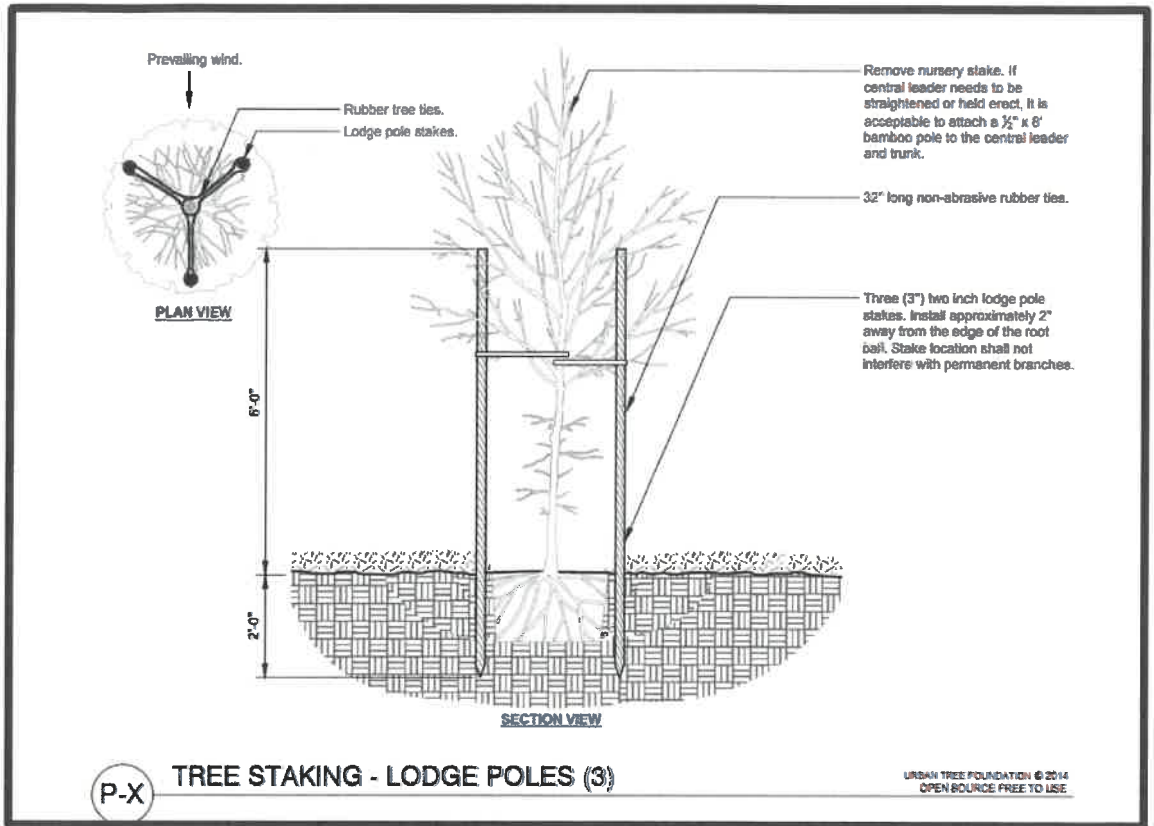 Prevailing wind.
Rubber tree ties.
Lodge pole stakes.
PLAN VIEW
Remove nursery stake. If
central leader needs to be
straightened or held erect, it is
acceptable to attach a ½" x 8'
bamboo pole to the central leader
and trunk.
32" long non-abrasive rubber ties.
Three (3") two inch lodge pole
stakes. Install approximately 2"
away from the edge of the root
ball. Stake location shall not
interfere with permanent branches.
6'-0"
2'-0"
SECTION VIEW
P-X
TREE STAKING - LODGE POLES (3)
URBAN TREE FOUNDATION © 2014
OPEN SOURCE FREE TO USE